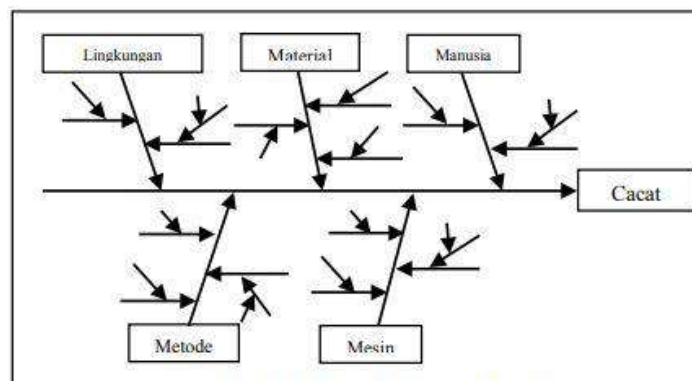 Lingkungan
Material
Manusia
Cacat
Metode
Mesin